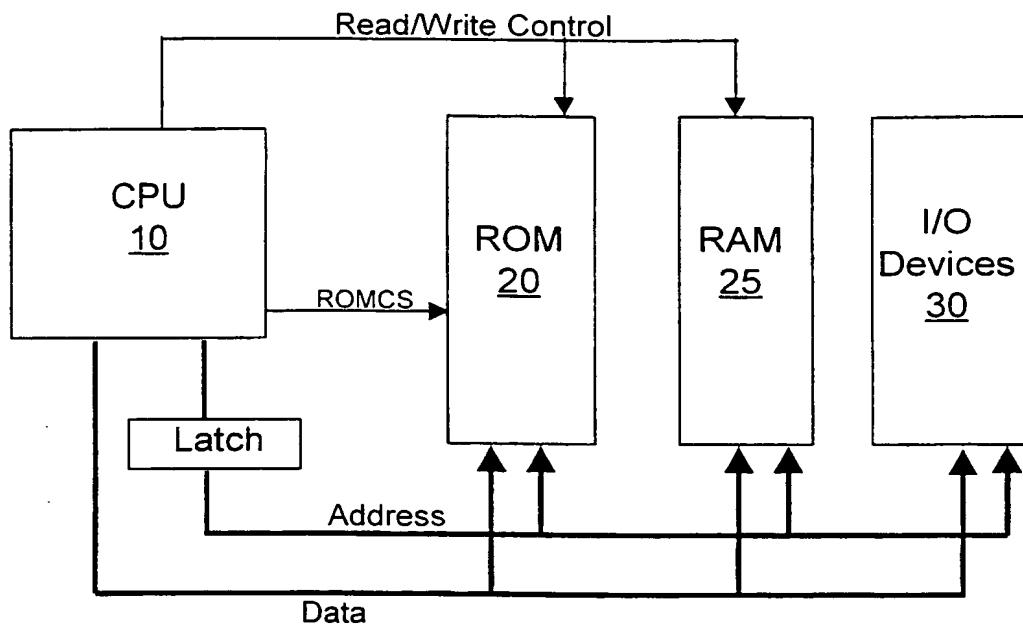 Read/Write Control
CPU
10
ROM
20
RAM
25
I/O
Devices
30
ROMCS
Latch
Address
Data